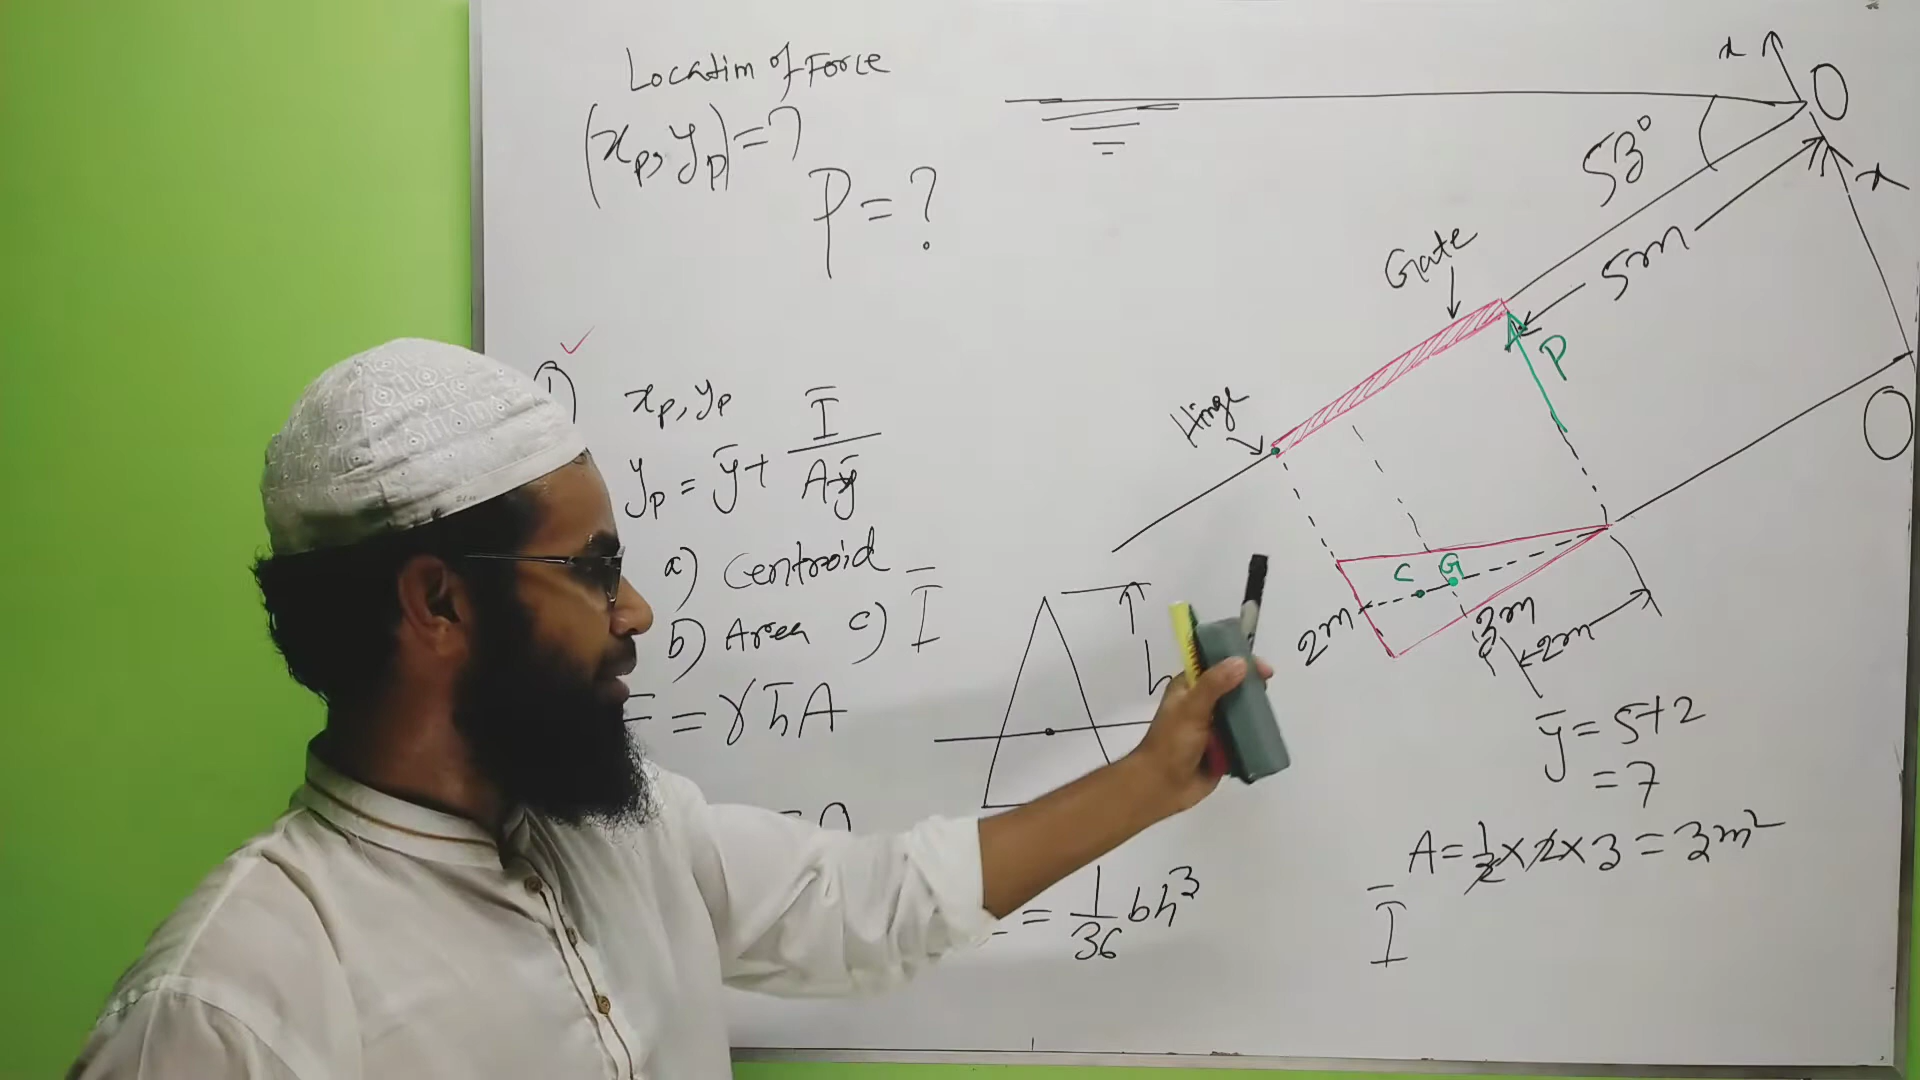 Location of Force
(xp, yp) = ?
P = ?
1)
xp, yp
yp = ȳ + Ī / Aȳ
a) Centroid
b) Area c) Ī
= γh̄A
h
= 1/36 bh³
x
O
53°
5m
x
Gate
P
Hinge
O
C G
2m
3m
2m
ȳ = 5+2
= 7
A = 1/2 x 2 x 3 = 3m²
Ī